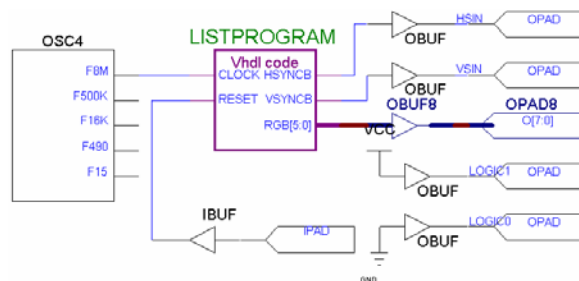 OSC4
F8M
F500K
F16K
F490
F15
LISTPROGRAM
Vhdl code
CLOCK HSYNCB
RESET VSYNCB
RGB[5:0]
OBUF
HSIN
OPAD
OBUF
VSIN
OPAD
OBUF8
OPAD8
O[7:0]
VCC
OBUF
LOGIC1
OPAD
OBUF
LOGIC0
OPAD
GND
IBUF
IPAD